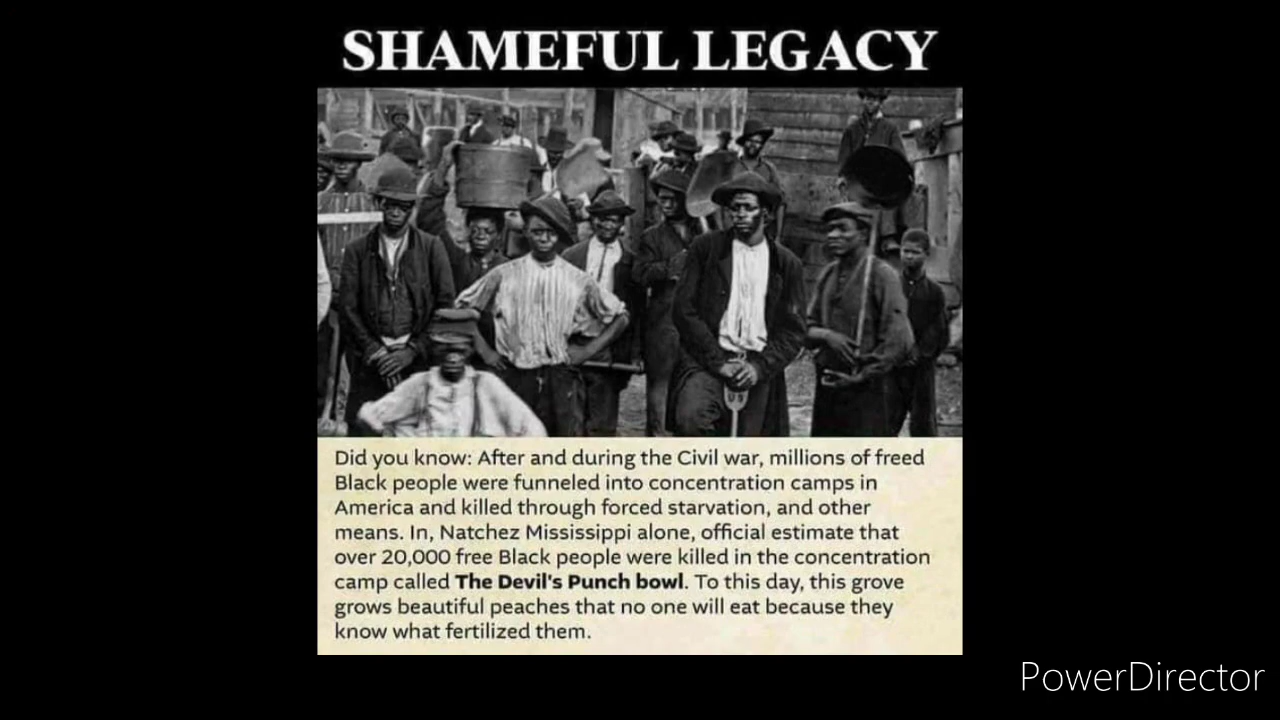 SHAMEFUL LEGACY
Did you know: After and during the Civil war, millions of freed
Black people were funneled into concentration camps in
America and killed through forced starvation, and other
means. In, Natchez Mississippi alone, official estimate that
over 20,000 free Black people were killed in the concentration
camp called The Devil's Punch bowl. To this day, this grove
grows beautiful peaches that no one will eat because they
know what fertilized them.
PowerDirector